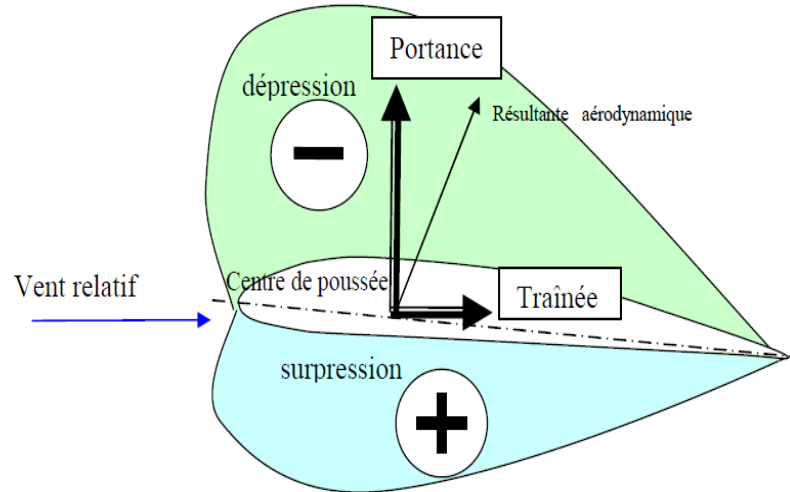 Portance
dépression
Résultante aérodynamique
−
Vent relatif
Centre de poussée
Traînée
surpression
+